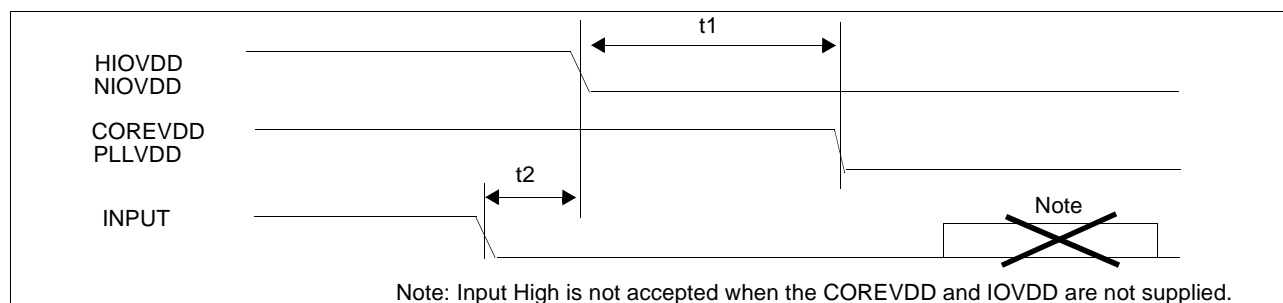 t1
HIOVDD
NIOVDD
COREVDD
PLLVDD
t2
INPUT
Note
Note: Input High is not accepted when the COREVDD and IOVDD are not supplied.